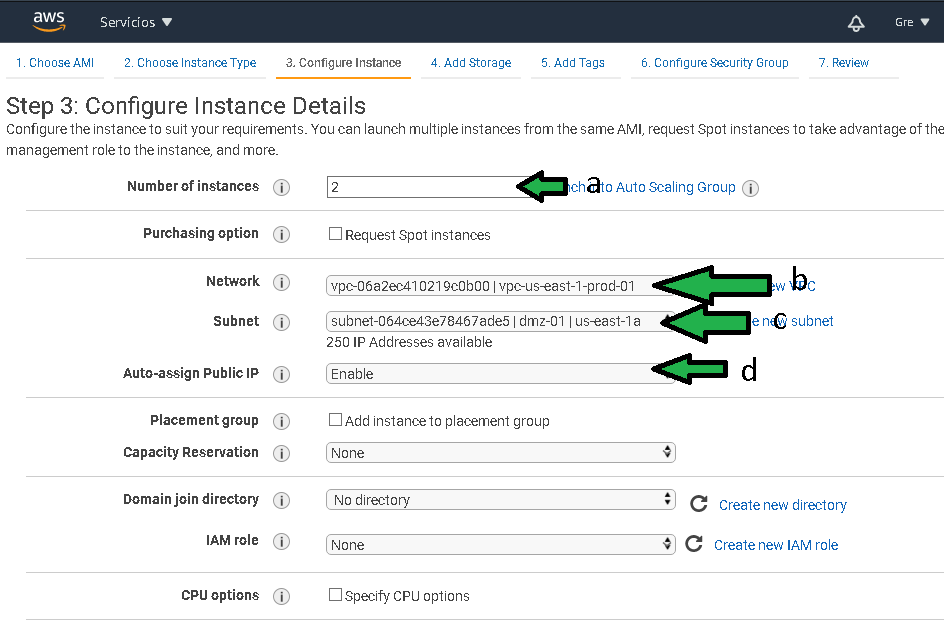 aws Servicios Gre
1. Choose AMI 2. Choose Instance Type 3. Configure Instance 4. Add Storage 5. Add Tags 6. Configure Security Group 7. Review
Step 3: Configure Instance Details
Configure the instance to suit your requirements. You can launch multiple instances from the same AMI, request Spot instances to take advantage of the
management role to the instance, and more.
Number of instances i 2 a to Auto Scaling Group i
Purchasing option i Request Spot instances
Network i vpc-06a2ec410219c0b00 | vpc-us-east-1-prod-01 b VPC
Subnet i subnet-064ce43e78467ade5 | dmz-01 | us-east-1a c new subnet
250 IP Addresses available
Auto-assign Public IP i Enable d
Placement group i Add instance to placement group
Capacity Reservation i None
Domain join directory i No directory Create new directory
IAM role i None Create new IAM role
CPU options i Specify CPU options